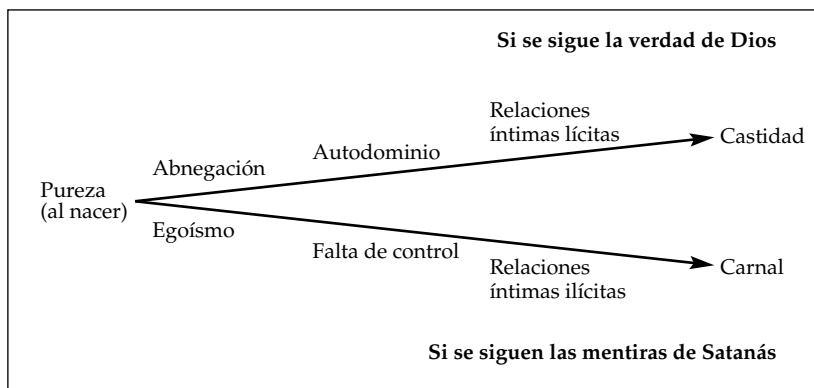 Si se sigue la verdad de Dios
Relaciones
íntimas lícitas
Castidad
Autodominio
Abnegación
Pureza
(al nacer)
Egoísmo
Falta de control
Relaciones
íntimas ilícitas
Carnal
Si se siguen las mentiras de Satanás